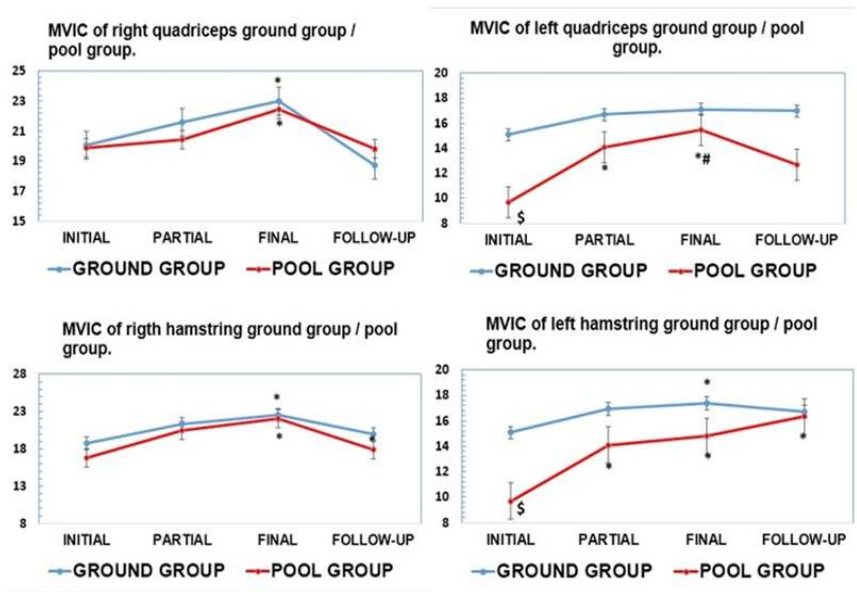 MVIC of right quadriceps ground group /
pool group.
25
23
21
19
17
15
*
*
INITIAL PARTIAL FINAL FOLLOW-UP
GROUND GROUP POOL GROUP
MVIC of left quadriceps ground group / pool
group.
20
18
16
14
12
10
8
$
*
*#
INITIAL PARTIAL FINAL FOLLOW-UP
GROUND GROUP POOL GROUP
MVIC of rigth hamstring ground group / pool
group.
28
23
18
13
8
*
*
*
INITIAL PARTIAL FINAL FOLLOW-UP
GROUND GROUP POOL GROUP
MVIC of left hamstring ground group / pool
group.
20
18
16
14
12
10
8
$
*
*
*
*
INITIAL PARTIAL FINAL FOLLOW-UP
GROUND GROUP POOL GROUP